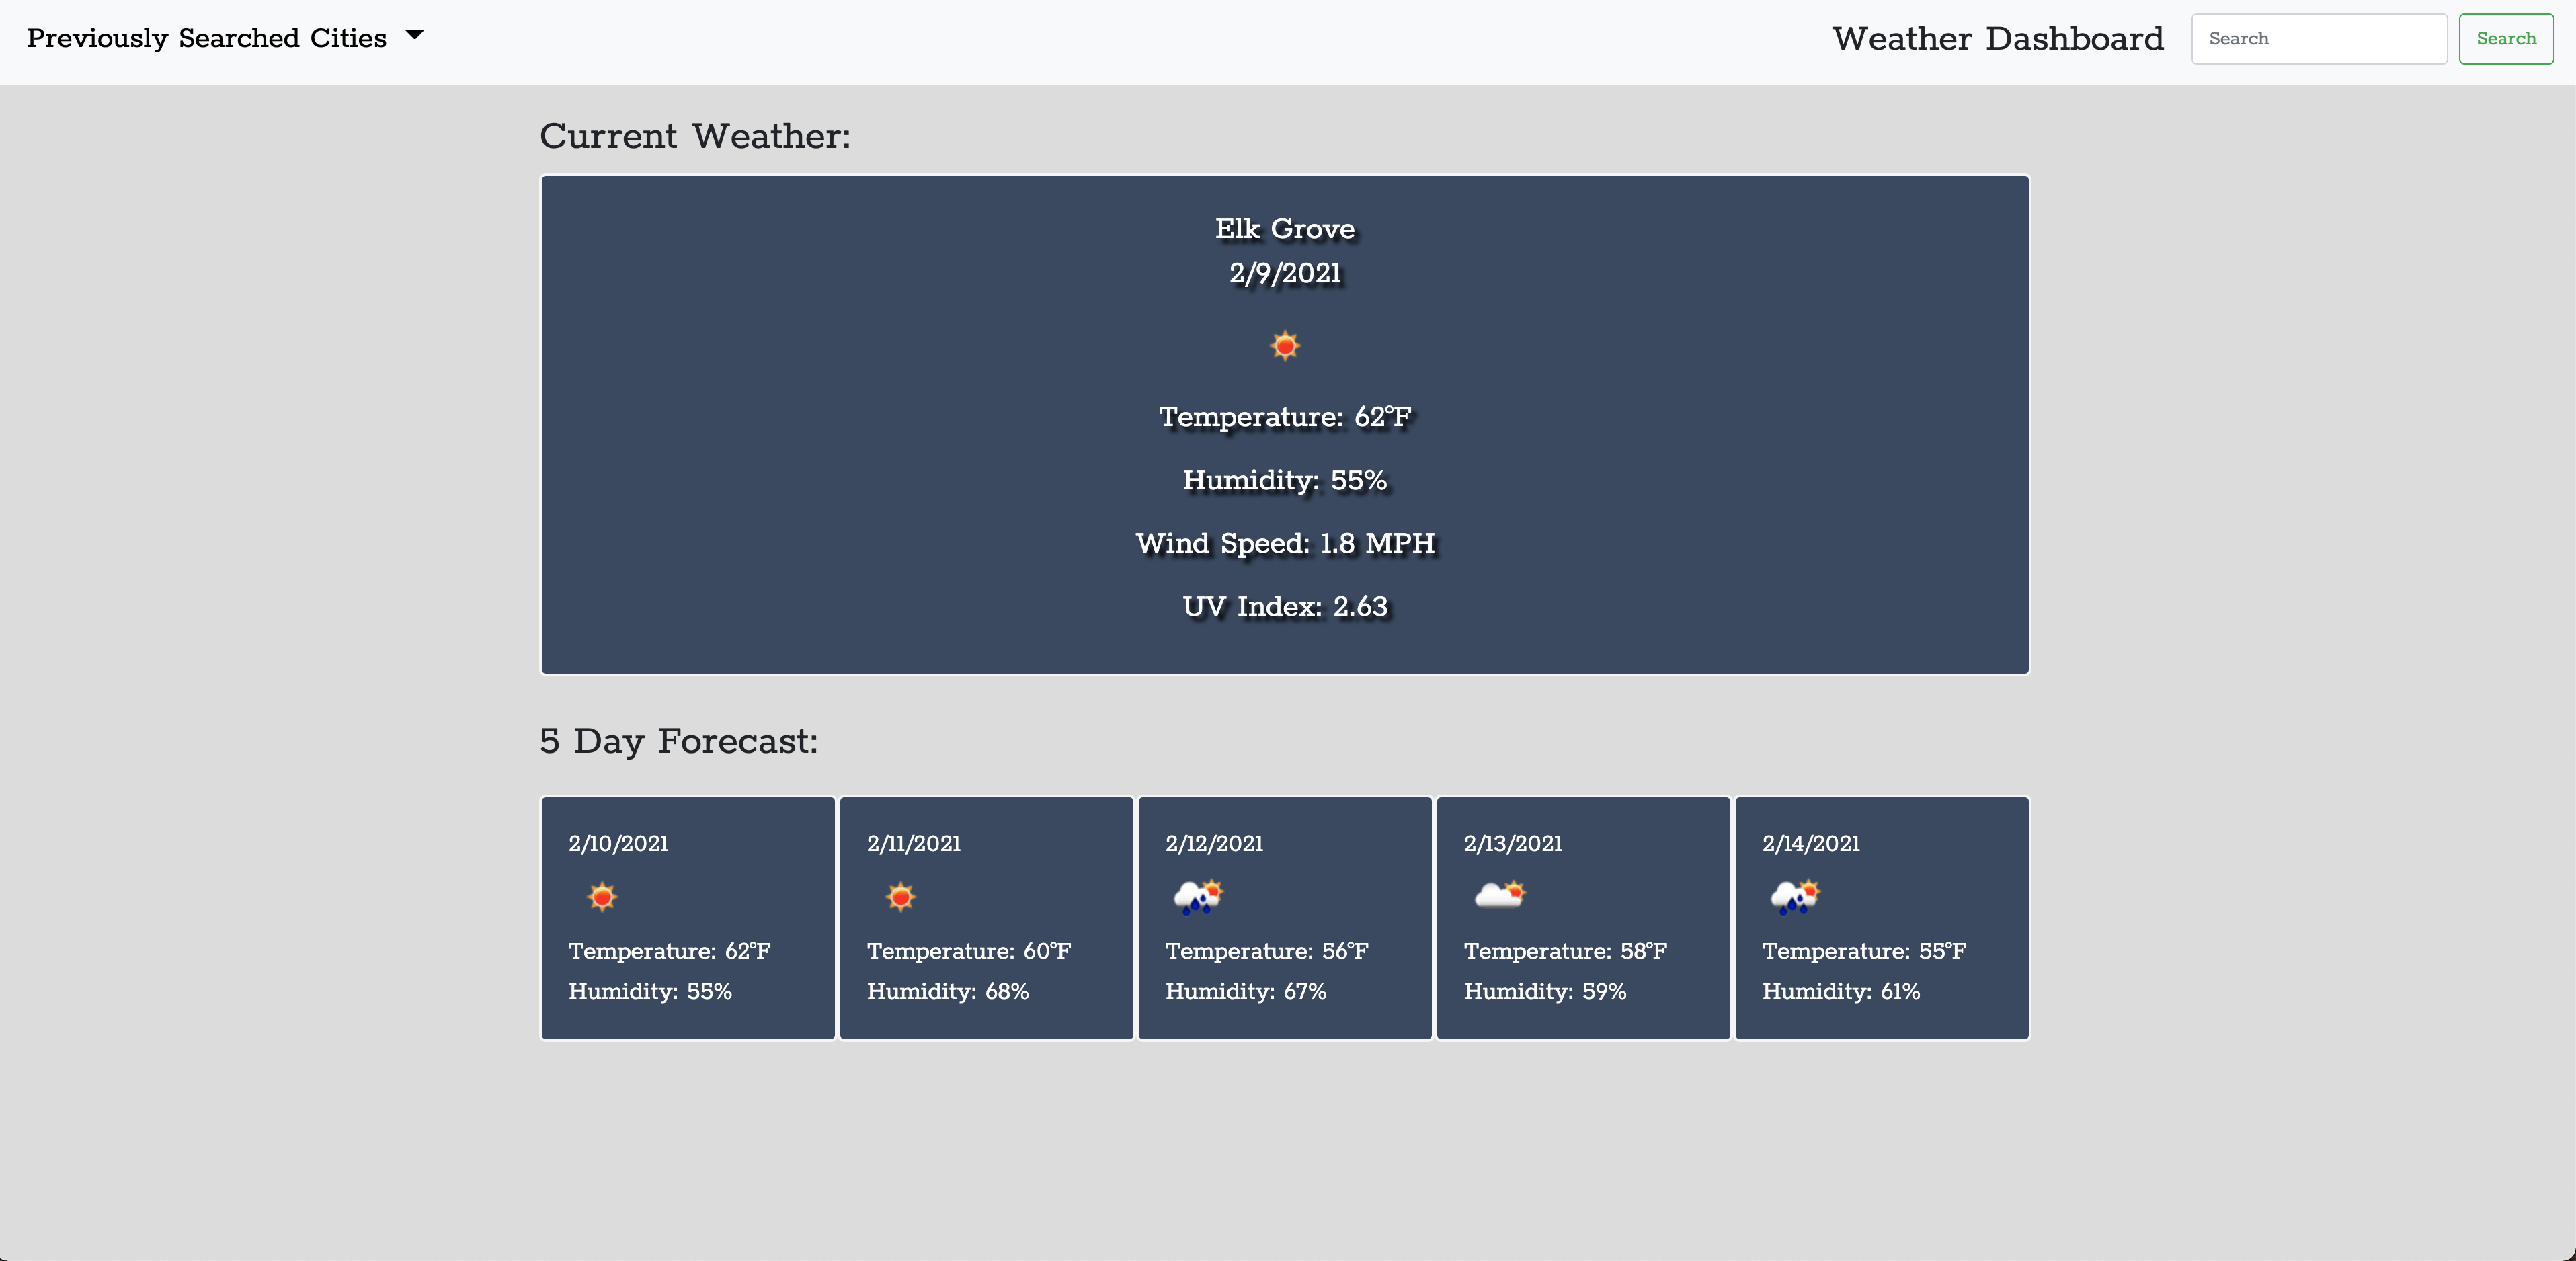 Previously Searched Cities
Weather Dashboard
Search
Search
Current Weather:
Elk Grove
2/9/2021
Temperature: 62°F
Humidity: 55%
Wind Speed: 1.8 MPH
UV Index: 2.63
5 Day Forecast:
2/10/2021
Temperature: 62°F
Humidity: 55%
2/11/2021
Temperature: 60°F
Humidity: 68%
2/12/2021
Temperature: 56°F
Humidity: 67%
2/13/2021
Temperature: 58°F
Humidity: 59%
2/14/2021
Temperature: 55°F
Humidity: 61%